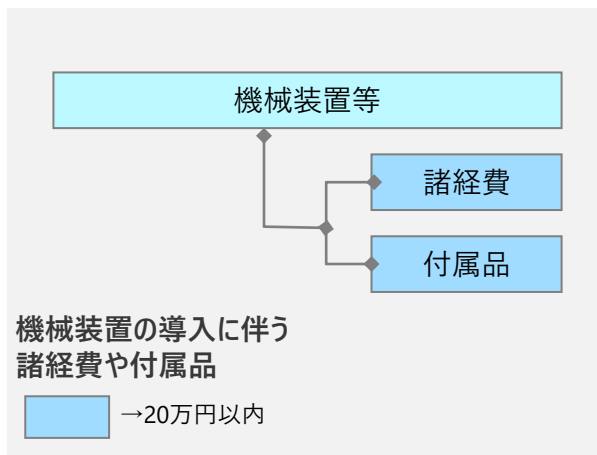 機械装置等
諸経費
付属品
機械装置の導入に伴う
諸経費や付属品
→20万円以内